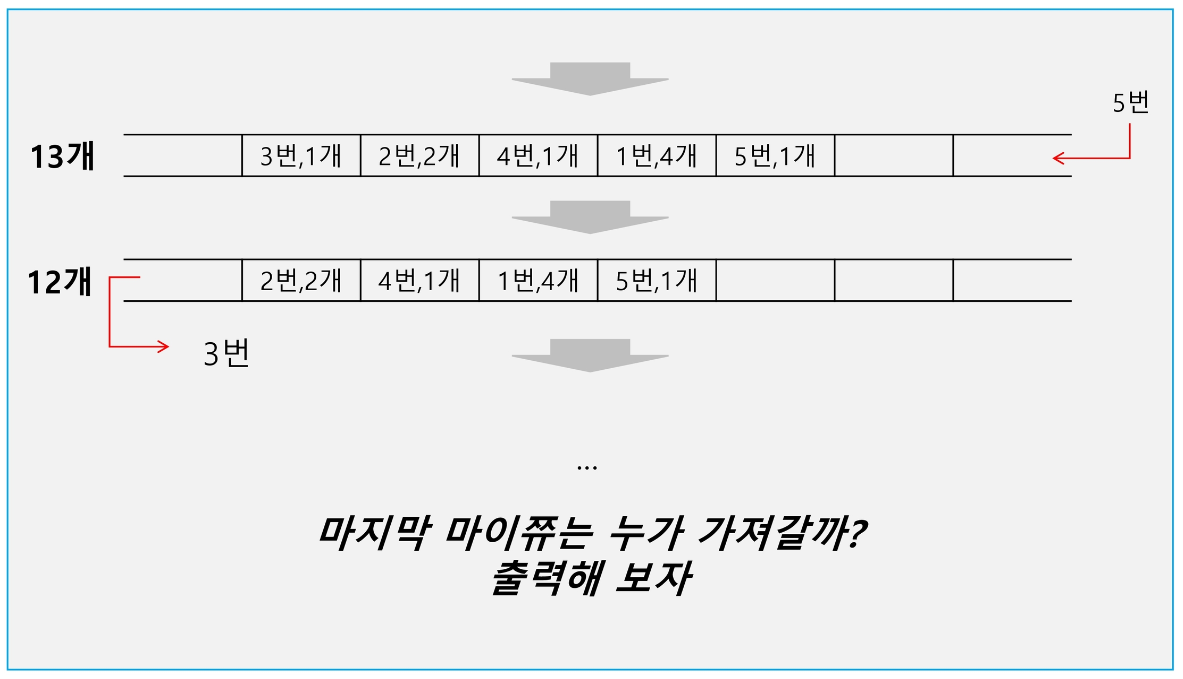 5번
13개 3번,1개 2번,2개 4번,1개 1번,4개 5번,1개
12개 2번,2개 4번,1개 1번,4개 5번,1개
3번
...
마지막 마이쮸는 누가 가져갈까?
출력해 보자